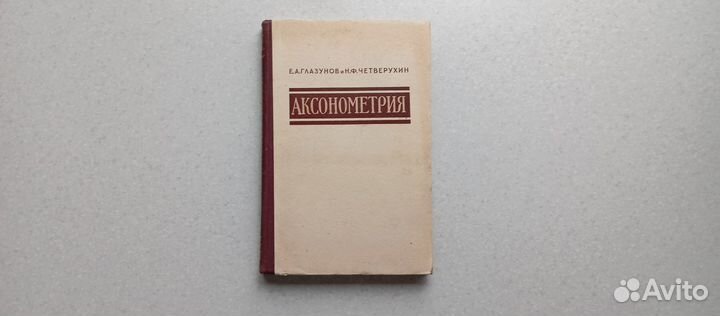 Е.А.ГЛАЗУНОВ и Н.Ф.ЧЕТВЕРУХИН
АКСОНОМЕТРИЯ
Avito